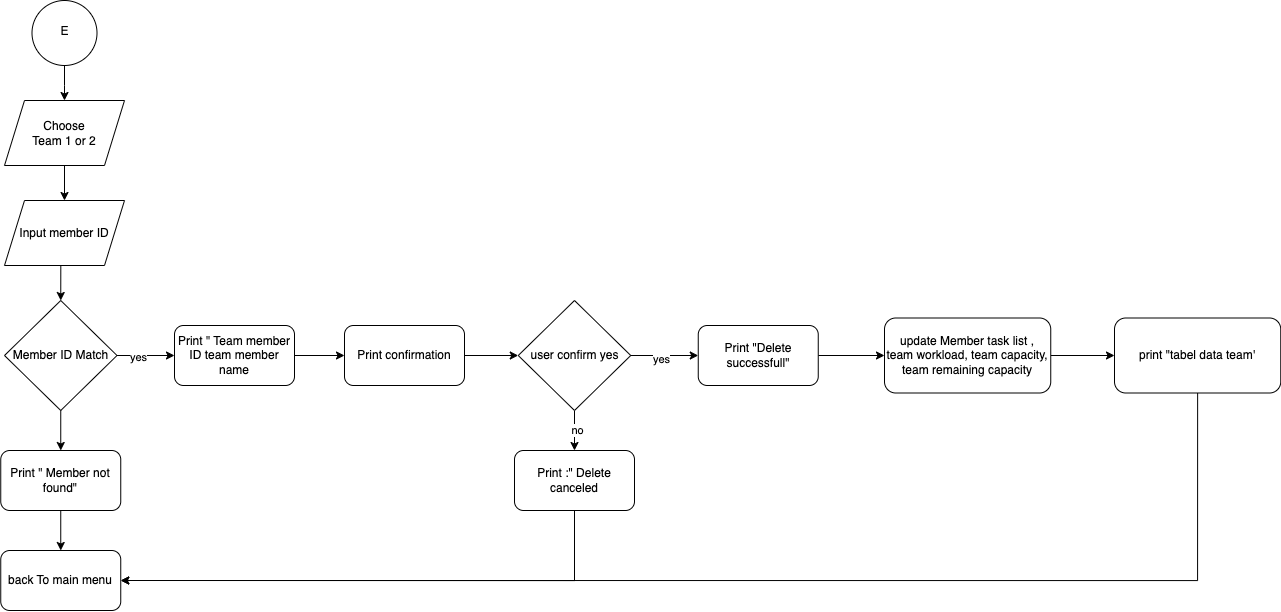 E
Choose
Team 1 or 2
Input member ID
Member ID Match
yes
Print " Team member
ID team member
name
Print confirmation
user confirm yes
yes
Print "Delete
successfull"
update Member task list ,
team workload, team capacity,
team remaining capacity
print "tabel data team'
no
Print " Member not
found"
Print :" Delete
canceled
back To main menu